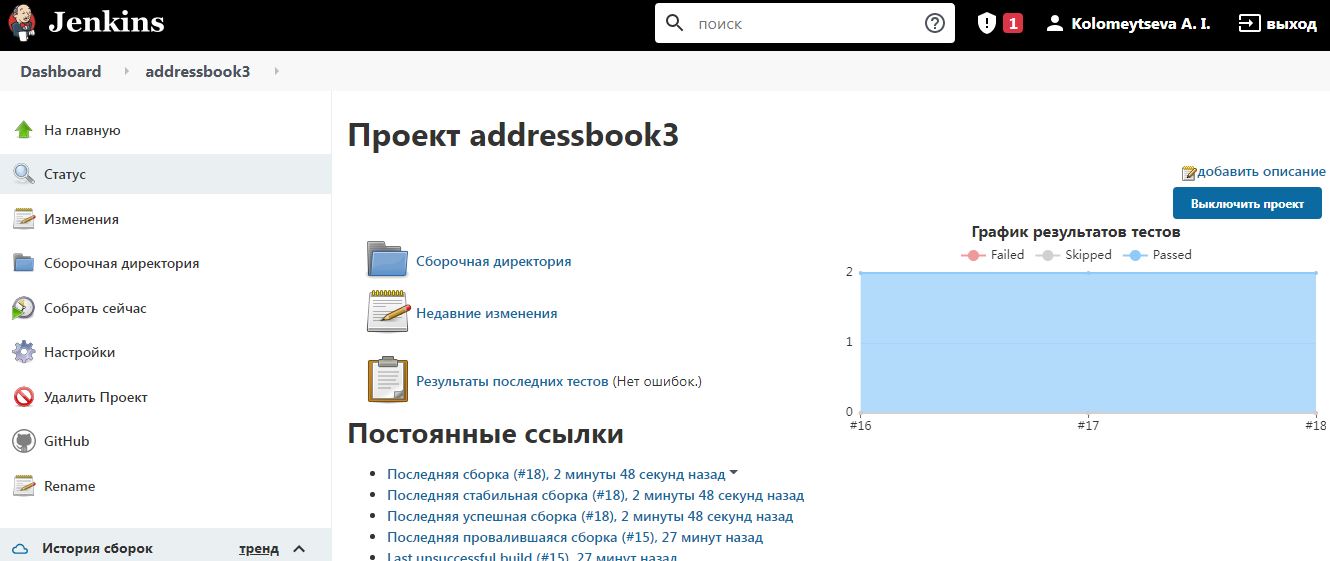 Jenkins
поиск
1
Kolomeytseva A. I.
выход
Dashboard
addressbook3
На главную
Статус
Изменения
Сборочная директория
Собрать сейчас
Настройки
Удалить Проект
GitHub
Rename
История сборок
тренд
Проект addressbook3
добавить описание
Выключить проект
Сборочная директория
Недавние изменения
Результаты последних тестов (Нет ошибок.)
График результатов тестов
Failed Skipped Passed
2
1
0
#16 #17 #18
Постоянные ссылки
Последняя сборка (#18), 2 минуты 48 секунд назад
Последняя стабильная сборка (#18), 2 минуты 48 секунд назад
Последняя успешная сборка (#18), 2 минуты 48 секунд назад
Последняя провалившаяся сборка (#15), 27 минут назад
Last unsuccessful build (#15), 27 минут назад